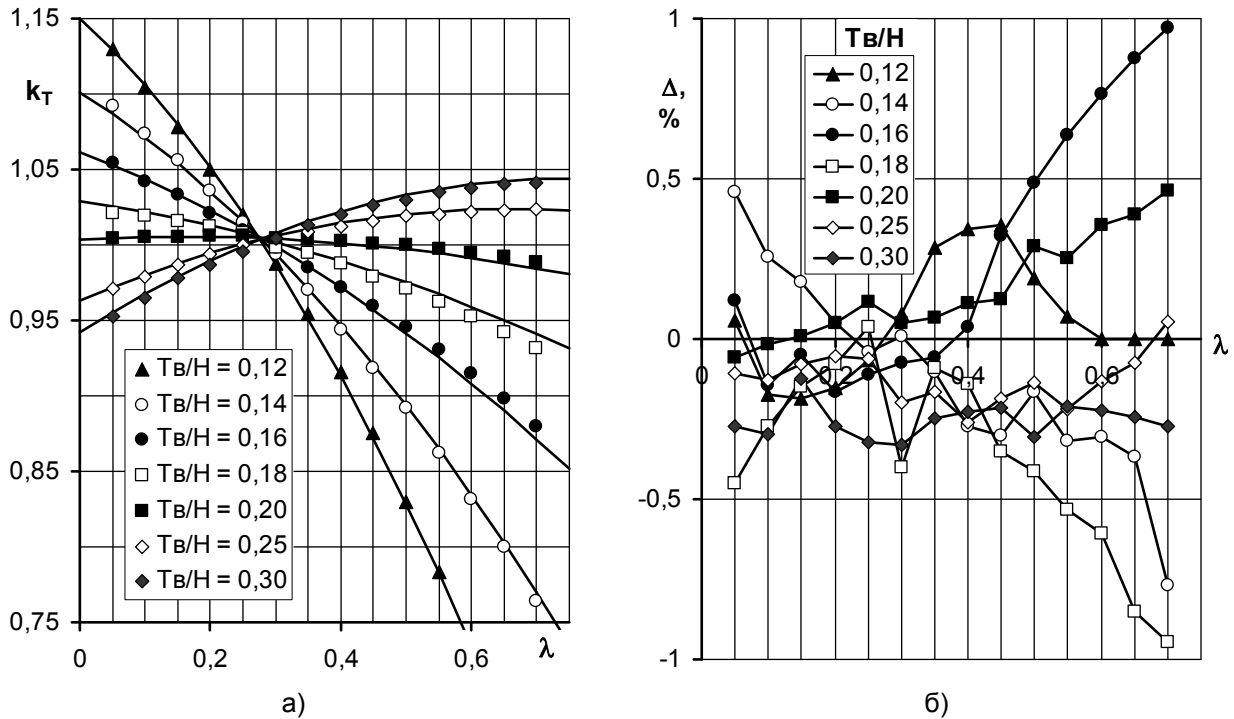 1,15
k_T
1,05
0,95
0,85
0,75
Тв/Н = 0,12
Тв/Н = 0,14
Тв/Н = 0,16
Тв/Н = 0,18
Тв/Н = 0,20
Тв/Н = 0,25
Тв/Н = 0,30
0
0,2
0,4
0,6
λ
а)
1
Δ,
%
0,5
0
-0,5
-1
Тв/Н
0,12
0,14
0,16
0,18
0,20
0,25
0,30
0
0,2
0,4
0,6
λ
б)